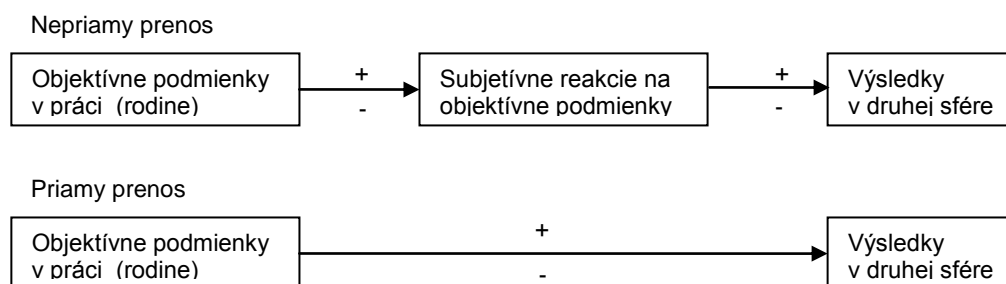 Nepriamy prenos
Objektívne podmienky
v práci (rodine)
+
-
Subjetívne reakcie na
objektívne podmienky
+
-
Výsledky
v druhej sfére
Priamy prenos
Objektívne podmienky
v práci (rodine)
+
-
Výsledky
v druhej sfére